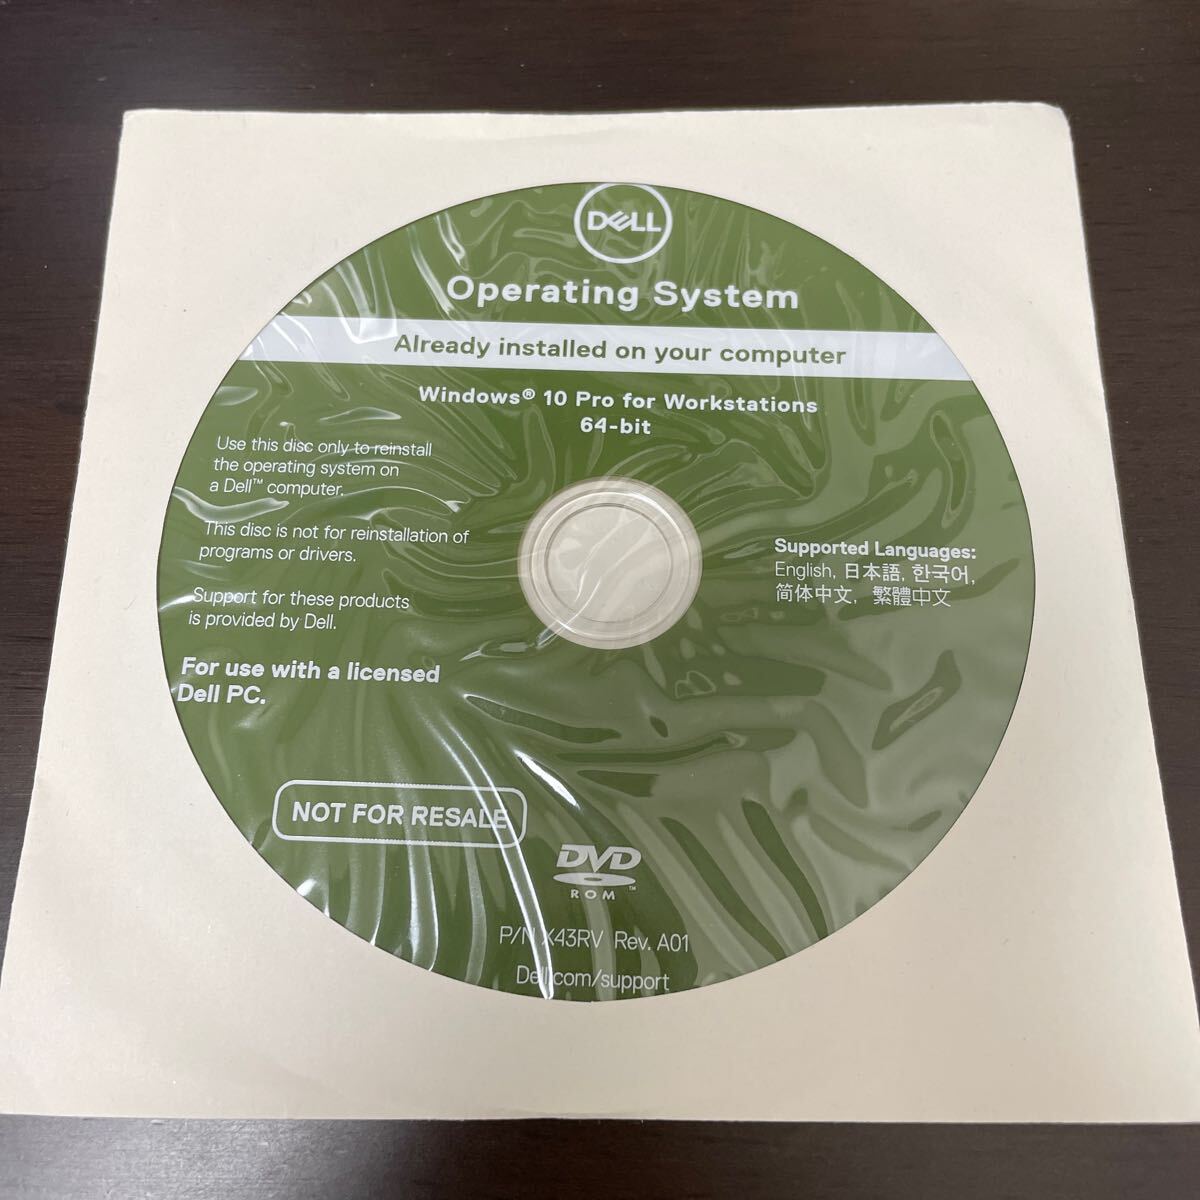 DELL
Operating System
Already installed on your computer
Windows® 10 Pro for Workstations
64-bit
Use this disc only to reinstall
the operating system on
a Dell™ computer.
This disc is not for reinstallation of
programs or drivers.
Support for these products
is provided by Dell.
For use with a licensed
Dell PC.
Supported Languages:
English, 日本語, 한국어,
简体中文, 繁體中文
NOT FOR RESALE
DVD™
ROM
P/N X43RV Rev. A01
Dell.com/support